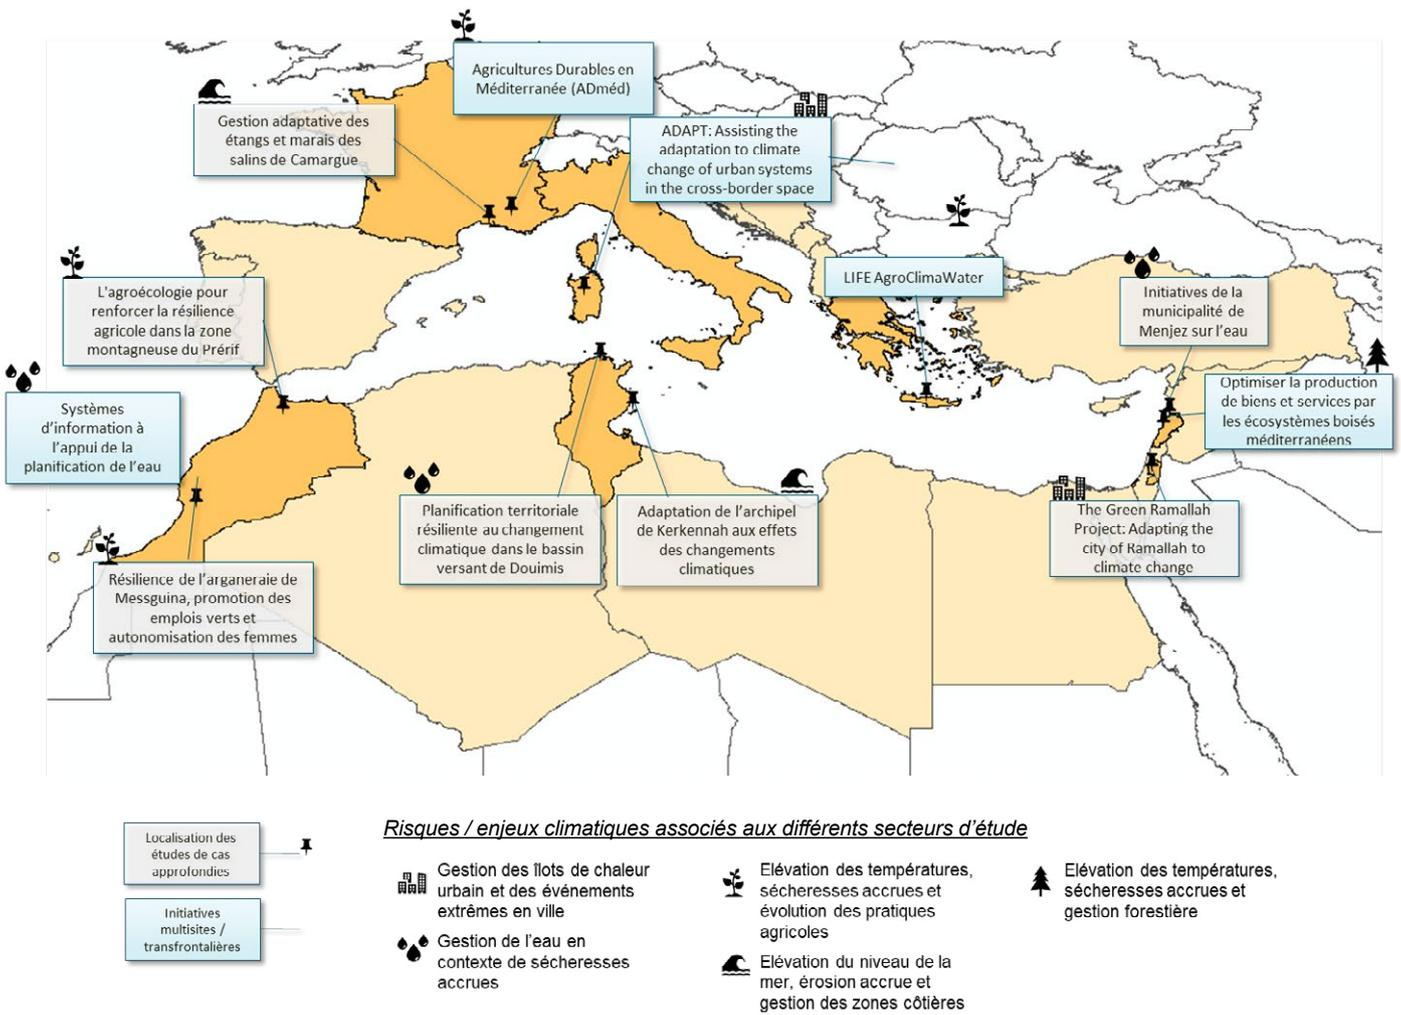 Agricultures Durables en
Méditerranée (ADméd)
Gestion adaptative des
étangs et marais des
salins de Camargue
ADAPT: Assisting the
adaptation to climate
change of urban systems
in the cross-border space
LIFE AgroClimaWater
L'agroécologie pour
renforcer la résilience
agricole dans la zone
montagneuse du Prérif
Initiatives de la
municipalité de
Menjez sur l'eau
Systèmes
d'information à
l'appui de la
planification de l'eau
Optimiser la production
de biens et services par
les écosystèmes boisés
méditerranéens
Planification territoriale
résiliente au changement
climatique dans le bassin
versant de Douimis
Adaptation de l'archipel
de Kerkennah aux effets
des changements
climatiques
The Green Ramallah
Project: Adapting the
city of Ramallah to
climate change
Résilience de l'arganeraie de
Messguina, promotion des
emplois verts et
autonomisation des femmes
Localisation des
études de cas
approfondies
Initiatives
multisites /
transfrontalières
Risques / enjeux climatiques associés aux différents secteurs d'étude
Gestion des îlots de chaleur
urbain et des événements
extrêmes en ville
Gestion de l'eau en
contexte de sécheresses
accrues
Elévation des températures,
sécheresses accrues et
évolution des pratiques
agricoles
Elévation du niveau de la
mer, érosion accrue et
gestion des zones côtières
Elévation des températures,
sécheresses accrues et
gestion forestière